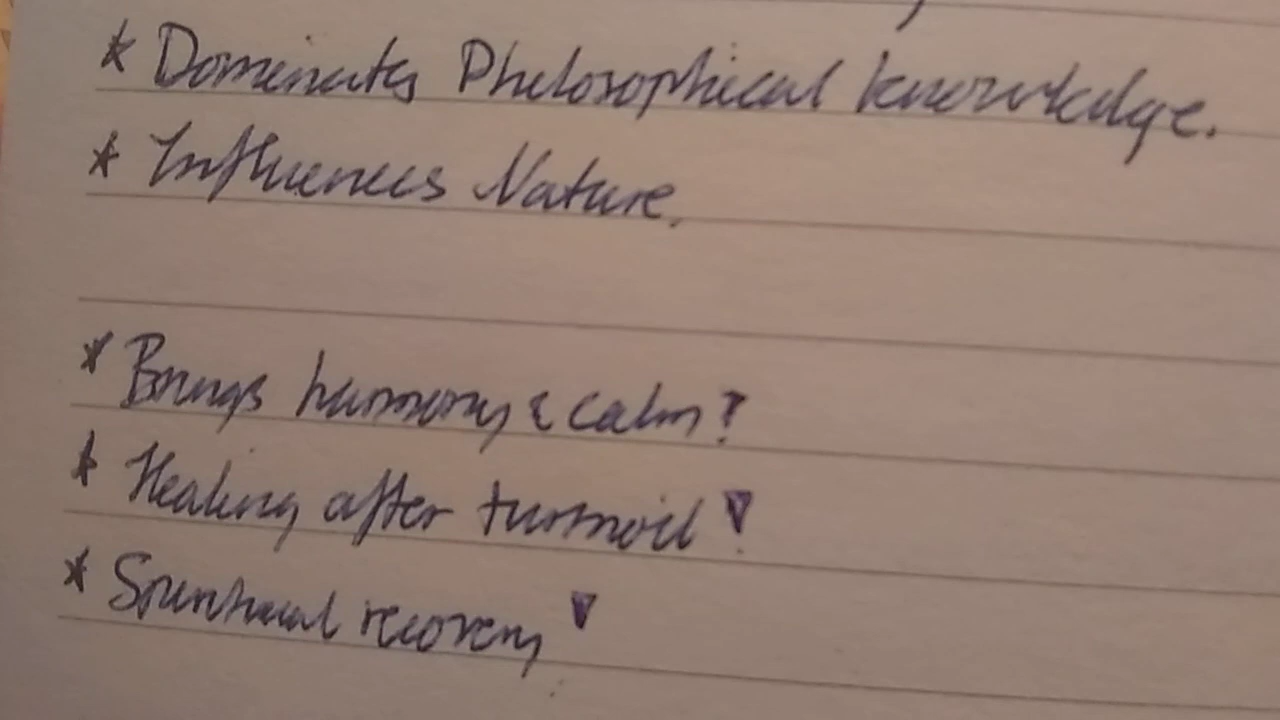 * Dominates Philosophical knowledge.
* Influences Nature.
* Brings harmony & calm?
* Healing after turmoil!
* Spiritual recovery!